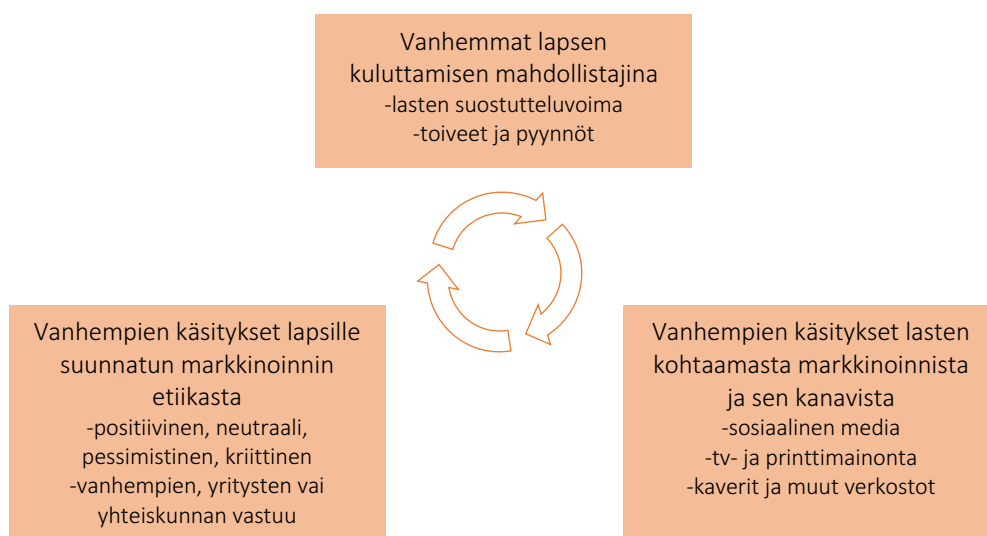 Vanhemmat lapsen
kuluttamisen mahdollistajina
-lasten suostutteluvoima
-toiveet ja pyynnöt
Vanhempien käsitykset lapsille
suunnatun markkinoinnin
etiikasta
-positiivinen, neutraali,
pessimistinen, kriittinen
-vanhempien, yritysten vai
yhteiskunnan vastuu
Vanhempien käsitykset lasten
kohtaamasta markkinoinnista
ja sen kanavista
-sosiaalinen media
-tv- ja printtimainonta
-kaverit ja muut verkostot